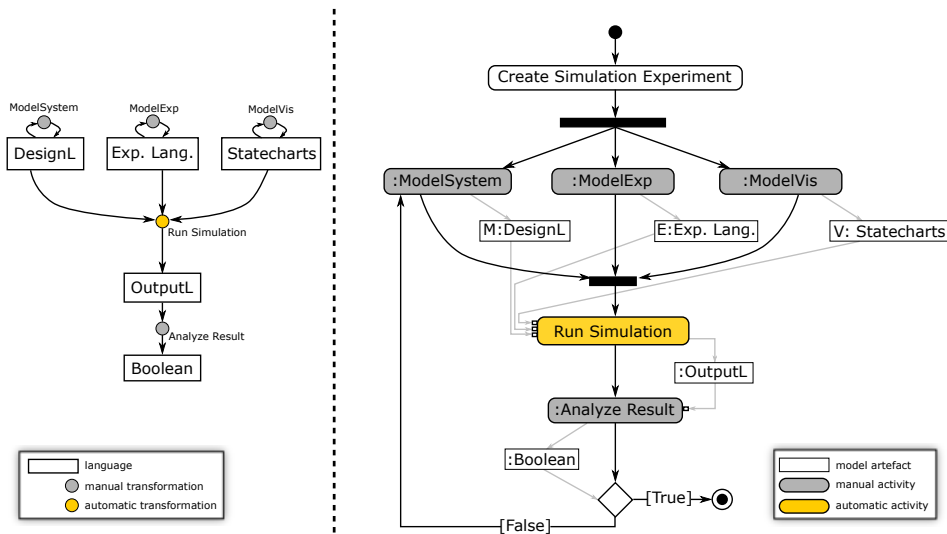 ModelSystem
ModelExp
ModelVis
DesignL
Exp. Lang.
Statecharts
Run Simulation
OutputL
Analyze Result
Boolean
language
manual transformation
automatic transformation
Create Simulation Experiment
:ModelSystem
:ModelExp
:ModelVis
M:DesignL
E:Exp. Lang.
V: Statecharts
Run Simulation
:OutputL
:Analyze Result
:Boolean
[True]
[False]
model artefact
manual activity
automatic activity